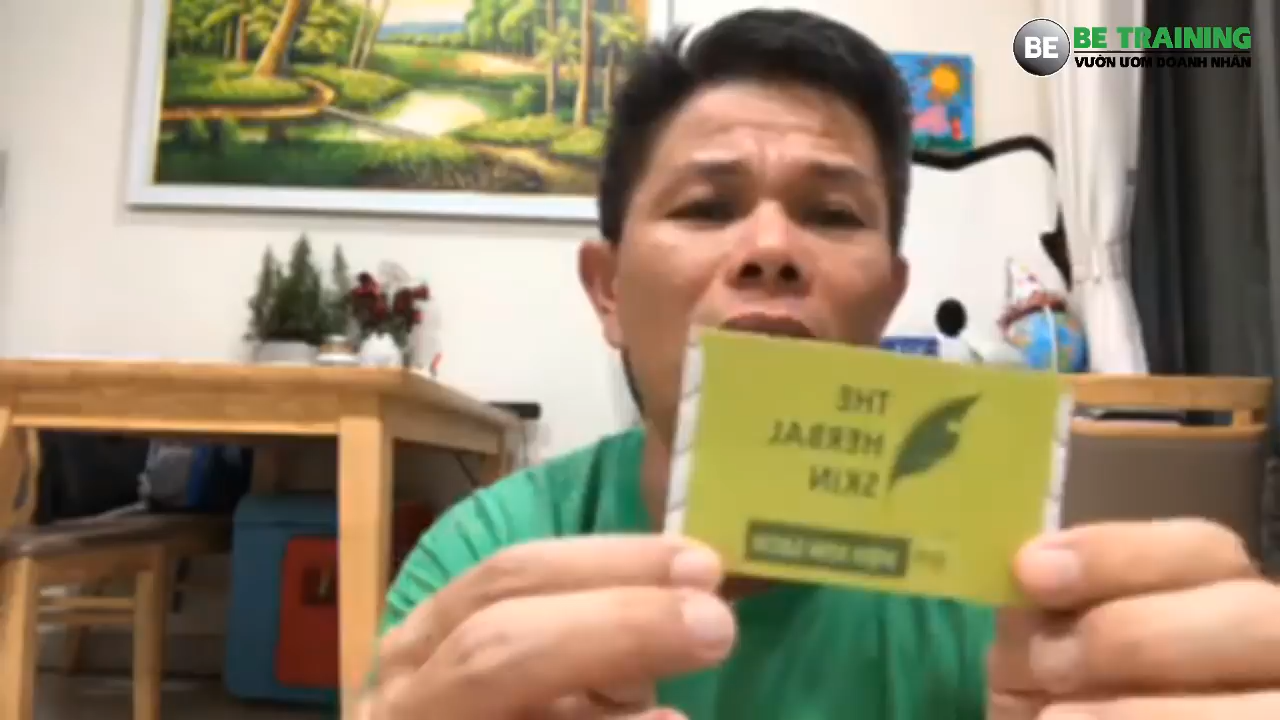 BE
BE TRAINING
VƯỜN ƯƠM DOANH NHÂN
THE
HERBAL
SKIN